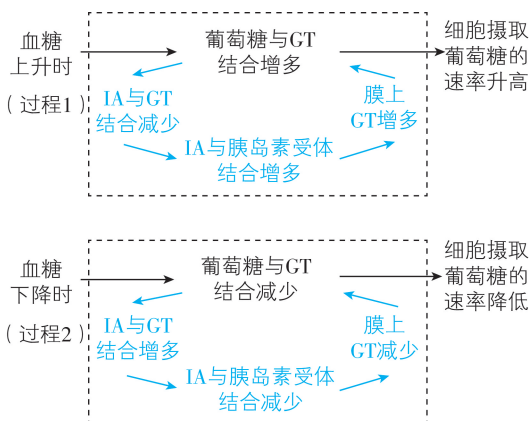 血糖
上升时
（过程1）
葡萄糖与GT
结合增多
IA与GT
结合减少
IA与胰岛素受体
结合增多
膜上
GT增多
细胞摄取
葡萄糖的
速率升高
血糖
下降时
（过程2）
葡萄糖与GT
结合减少
IA与GT
结合增多
IA与胰岛素受体
结合减少
膜上
GT减少
细胞摄取
葡萄糖的
速率降低